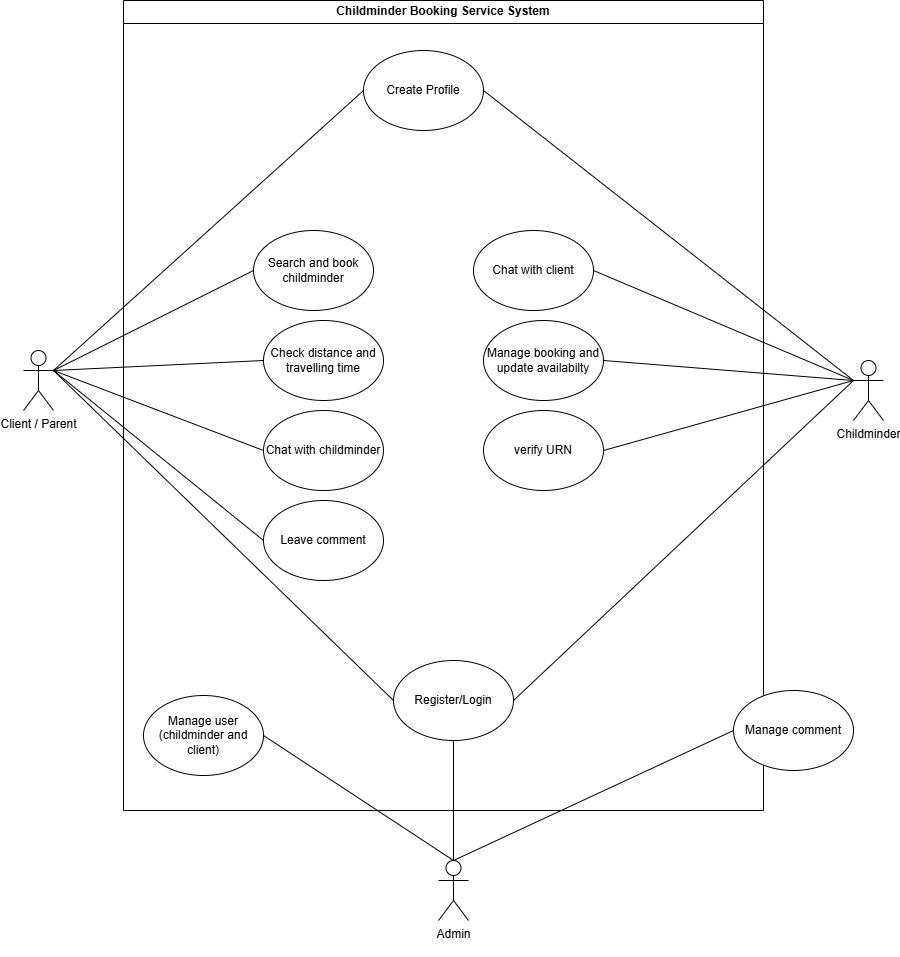 Childminder Booking Service System
Create Profile
Search and book
childminder
Chat with client
Check distance and
travelling time
Manage booking and
update availabilty
Client / Parent
Childminder
Chat with childminder
verify URN
Leave comment
Register/Login
Manage user
(childminder and
client)
Manage comment
Admin